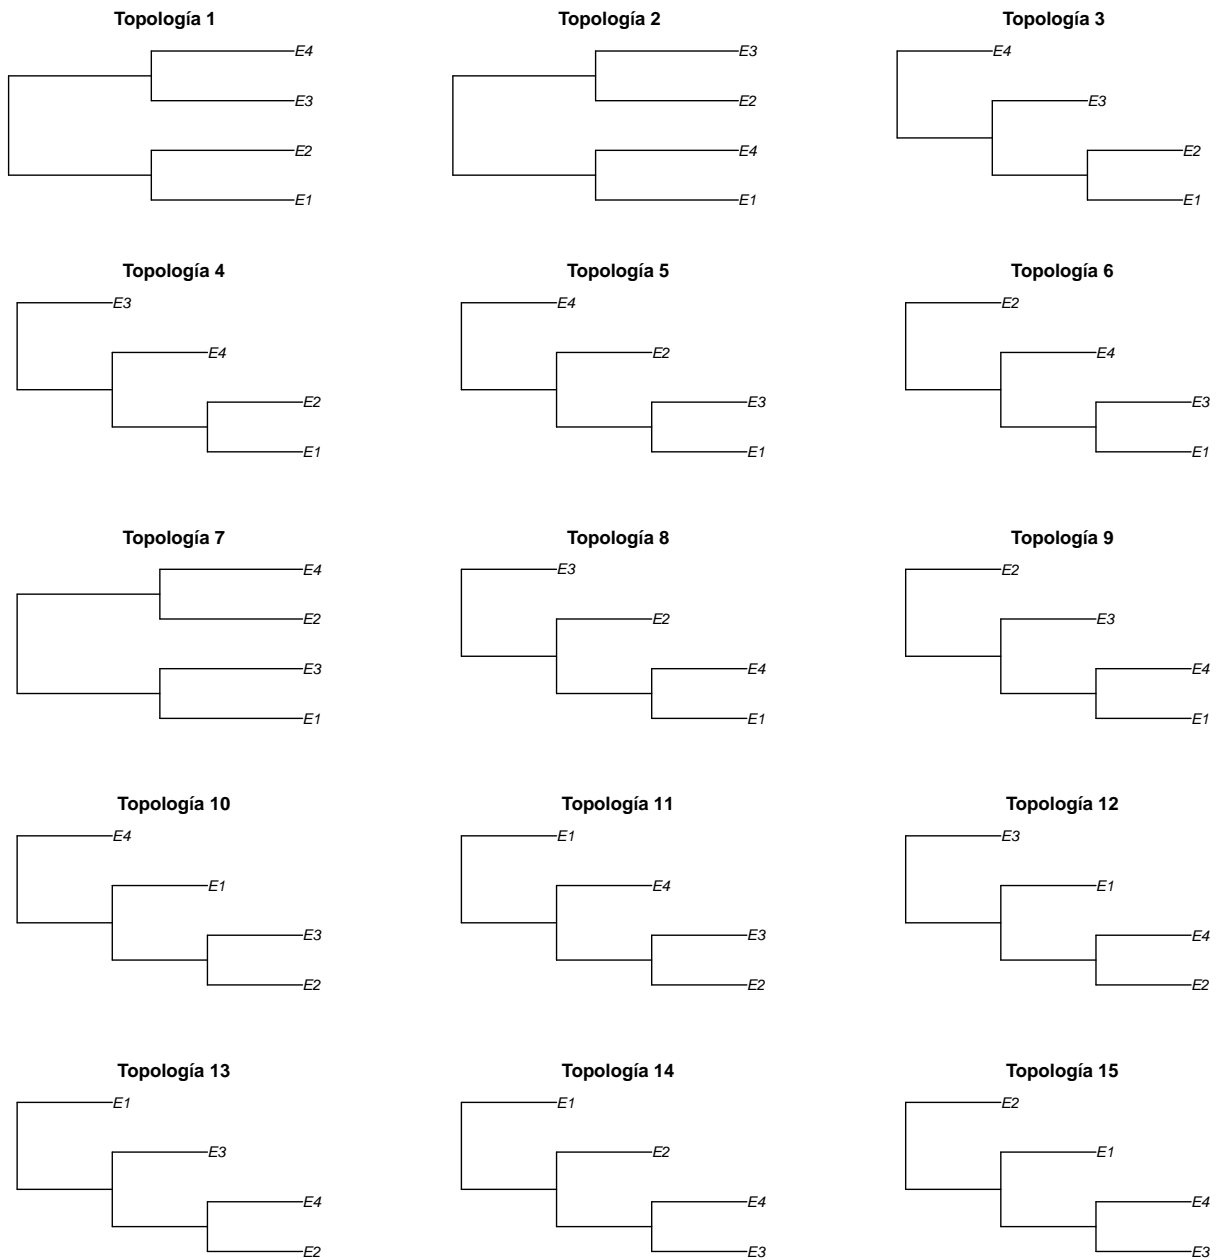 Topología 1
E4
E3
E2
E1
Topología 2
E3
E2
E4
E1
Topología 3
E4
E3
E2
E1
Topología 4
E3
E4
E2
E1
Topología 5
E4
E2
E3
E1
Topología 6
E2
E4
E3
E1
Topología 7
E4
E2
E3
E1
Topología 8
E3
E2
E4
E1
Topología 9
E2
E3
E4
E1
Topología 10
E4
E1
E3
E2
Topología 11
E1
E4
E3
E2
Topología 12
E3
E1
E4
E2
Topología 13
E1
E3
E4
E2
Topología 14
E1
E2
E4
E3
Topología 15
E2
E1
E4
E3